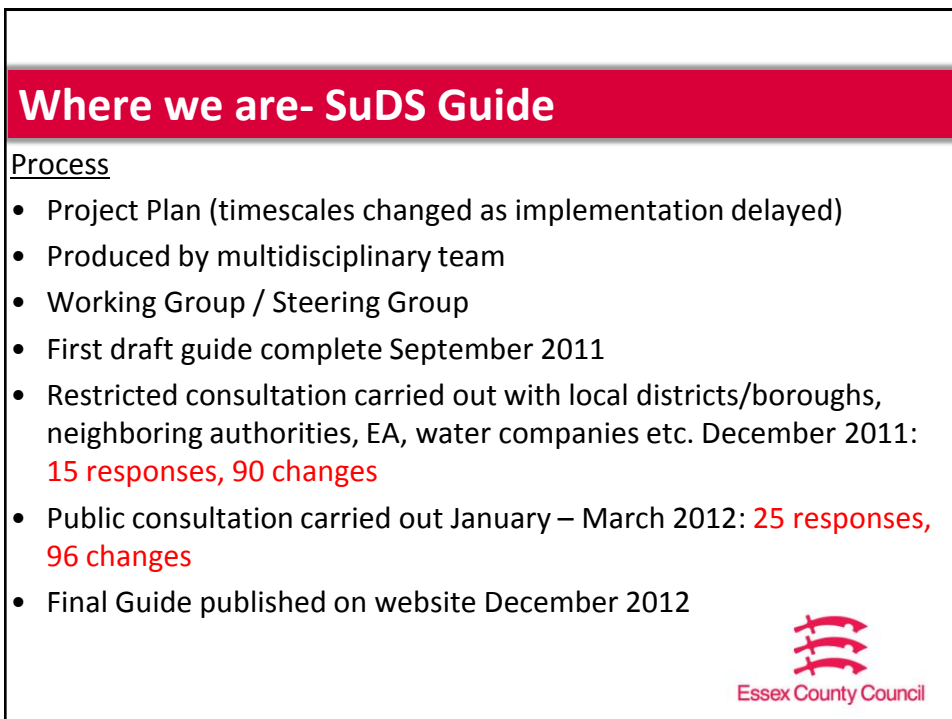 Where we are- SuDS Guide
Process
• Project Plan (timescales changed as implementation delayed)
• Produced by multidisciplinary team
• Working Group / Steering Group
• First draft guide complete September 2011
• Restricted consultation carried out with local districts/boroughs,
neighboring authorities, EA, water companies etc. December 2011:
15 responses, 90 changes
• Public consultation carried out January – March 2012: 25 responses,
96 changes
• Final Guide published on website December 2012
Essex County Council